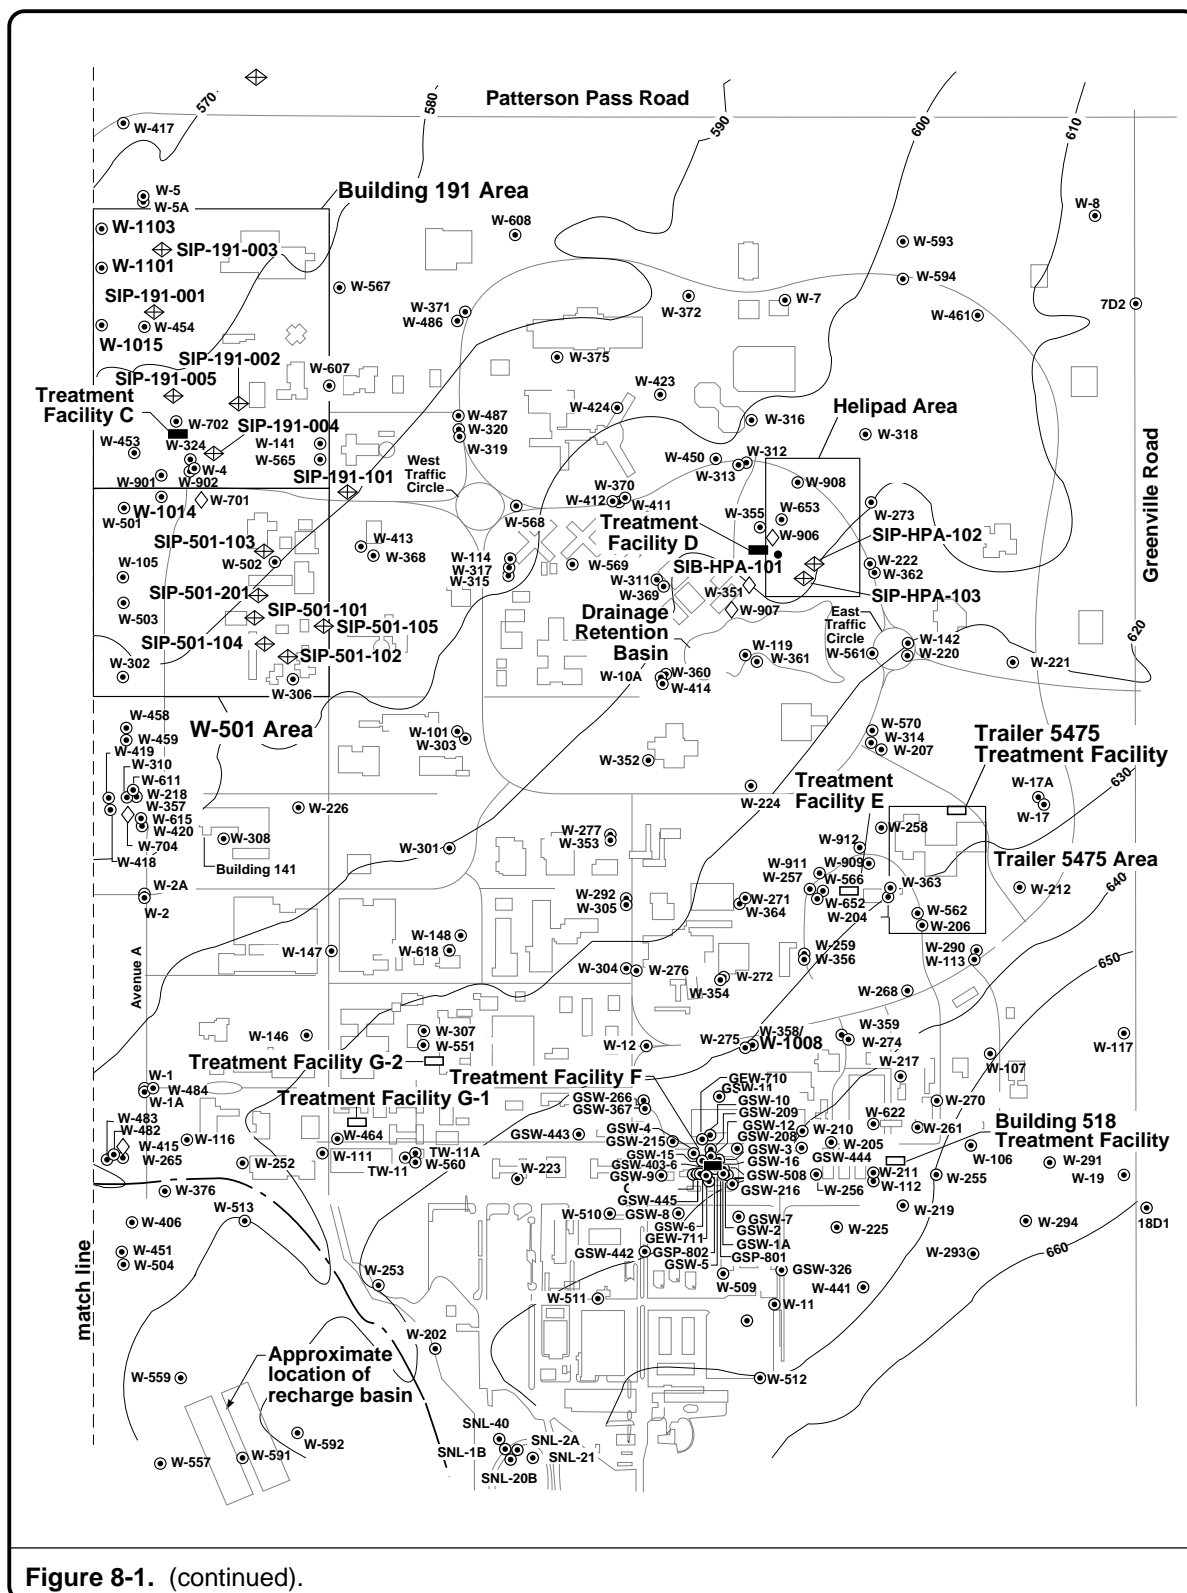 570
580
Patterson Pass Road
590
600
610
W-417
W-5
W-5A
Building 191 Area
W-8
W-1103
SIP-191-003
W-608
W-593
W-1101
W-594
SIP-191-001
W-567
W-371
W-372
W-7
7D2
W-454
W-486
W-461
W-1015
SIP-191-002
W-375
SIP-191-005
W-607
W-423
Treatment
Facility C
W-424
Helipad Area
W-702
W-487
W-316
SIP-191-004
W-320
W-318
W-453
W-324
W-141
W-319
W-565
West
Traffic
Circle
W-450
W-312
W-313
W-4
W-901
W-902
SIP-191-101
W-370
W-908
W-701
W-412
W-411
W-1014
W-501
W-568
W-355
W-653
W-273
SIP-501-103
W-413
Treatment
Facility D
W-906
SIP-HPA-102
W-502
W-368
W-114
W-569
SIB-HPA-101
W-222
W-105
W-317
W-311
W-362
W-315
W-369
W-351
SIP-HPA-103
SIP-501-201
W-503
SIP-501-101
Drainage
Retention
Basin
W-907
East
Traffic
Circle
SIP-501-105
SIP-501-104
SIP-501-102
W-119
W-361
W-561
W-142
W-220
W-221
620
Greenville Road
W-302
W-306
W-10A
W-360
W-414
W-458
W-501 Area
W-459
W-101
W-303
W-570
W-314
W-207
Trailer 5475
Treatment Facility
W-419
W-310
W-611
W-218
W-357
W-615
W-420
W-704
W-418
W-352
Treatment
Facility E
W-224
W-17A
W-17
630
W-226
W-308
Building 141
W-301
W-277
W-353
W-912
W-258
W-911
W-909
Trailer 5475 Area
W-257
W-566
W-363
W-212
640
W-2A
W-2
W-292
W-305
W-271
W-364
W-652
W-204
W-562
W-206
W-148
W-618
W-147
W-259
W-356
W-290
W-113
650
Avenue A
W-304
W-276
W-272
W-354
W-268
W-146
W-307
W-551
W-12
W-275
W-358/
W-1008
W-359
W-274
W-117
Treatment Facility G-2
Treatment Facility F
W-217
W-107
W-1
W-484
W-1A
GEW-710
GSW-11
GSW-266
GSW-10
Treatment Facility G-1
GSW-367
GSW-209
W-270
W-483
GSW-4
GSW-12
W-622
Building 518
Treatment Facility
W-482
W-464
GSW-443
GSW-215
GSW-208
W-210
W-261
W-415
W-116
GSW-15
GSW-3
W-205
W-265
W-252
W-111
TW-11A
GSW-403-6
GSW-16
GSW-444
W-106
TW-11
W-560
W-223
GSW-9
GSW-508
W-211
W-291
W-376
GSW-216
W-256
W-112
W-255
W-19
GSW-445
W-406
W-513
W-510
GSW-8
GSW-7
W-219
18D1
GSW-6
GSW-2
W-225
W-294
GEW-711
GSW-1A
W-451
GSW-442
GSP-802
GSP-801
W-293
660
W-504
GSW-5
GSW-326
W-253
W-509
W-441
W-511
W-11
match line
W-202
Approximate
location of
recharge basin
W-559
W-512
W-592
SNL-40
SNL-2A
W-557
W-591
SNL-1B
SNL-21
SNL-20B
Figure 8-1. (continued).